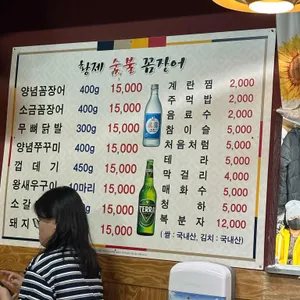 황제 숯불 꼼장어
양념꼼장어 400g 15,000
소금꼼장어 400g 15,000
무뼈닭발 300g 15,000
양념쭈꾸미 400g 15,000
껍데기 450g 15,000
왕새우구이 10마리 15,000
소갈 15,000
돼지 15,000
계란찜 2,000
주먹밥 2,000
음료수 2,000
참이슬 5,000
처음처럼 5,000
테라 5,000
막걸리 4,000
매화수 5,000
청하 5,000
복분자 12,000
(쌀 : 국내산, 김치 : 국내산)
TERRA